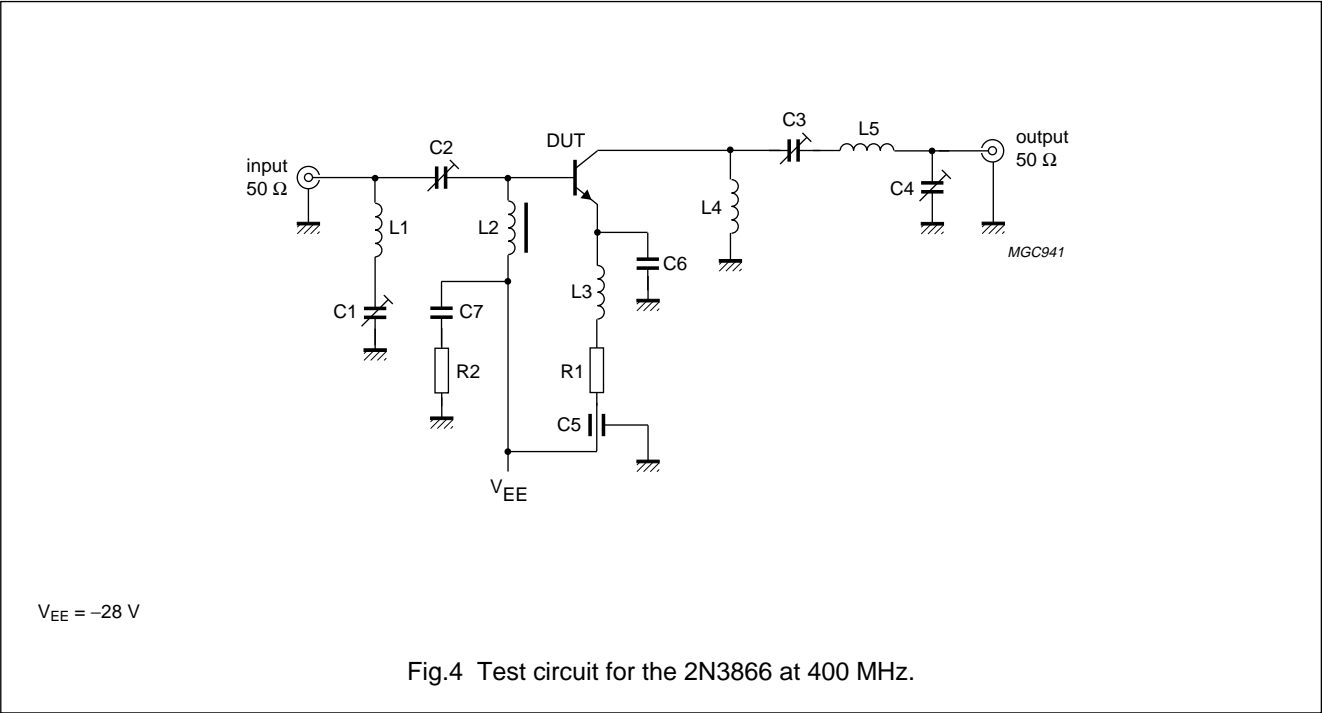 input
50 Ω
C2
DUT
C3
L5
output
50 Ω
L1
L2
L4
C4
MGC941
C6
L3
C1
C7
R2
R1
C5
VEE
VEE = −28 V
Fig.4 Test circuit for the 2N3866 at 400 MHz.